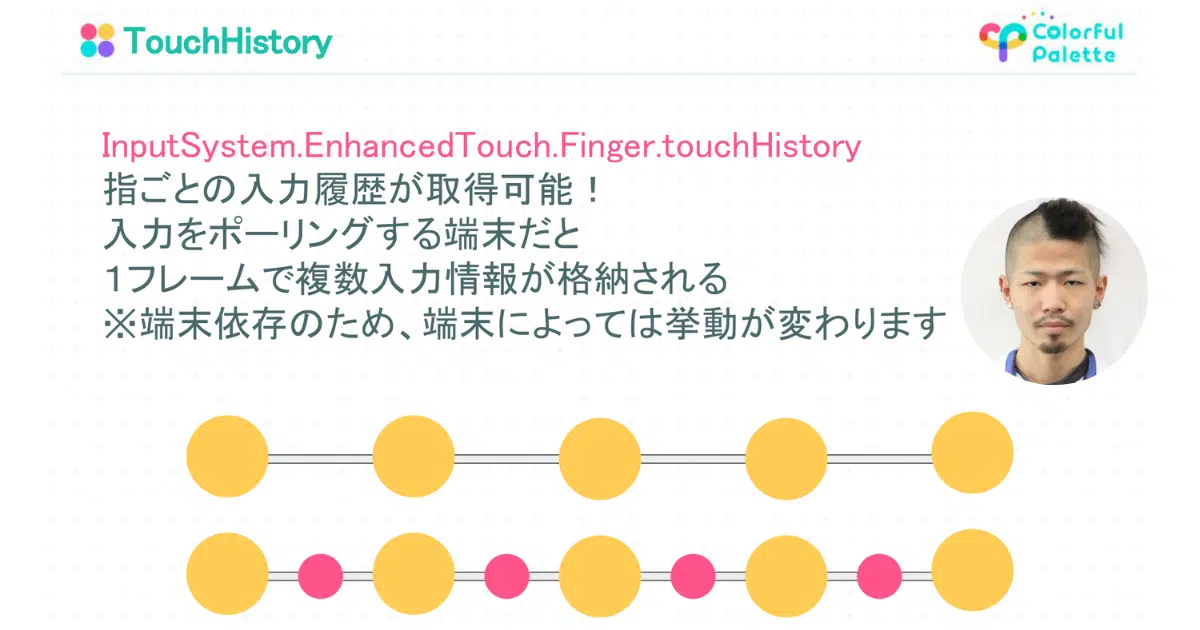 TouchHistory
Colorful
Palette
InputSystem.EnhancedTouch.Finger.touchHistory
指ごとの入力履歴が取得可能！
入力をポーリングする端末だと
１フレームで複数入力情報が格納される
※端末依存のため、端末によっては挙動が変わります